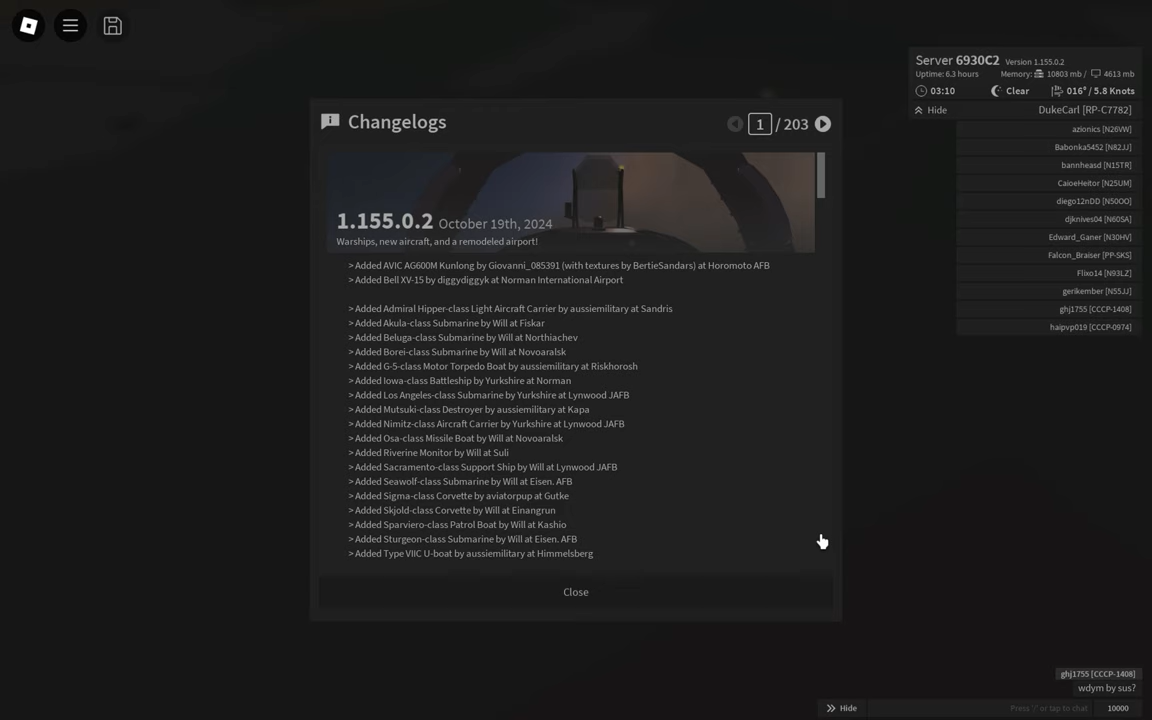 Server 6930C2 Version 1.155.0.2
Uptime: 6.3 hours Memory: 10803 mb / 4613 mb
03:10 Clear 016° / 5.8 Knots
Hide DukeCarl [RP-C7782]
azionics [N26VW]
Babonka5452 [N82JJ]
bannheasd [N15TR]
CaioeHeitor [N25UM]
diego12nDD [N50OO]
djknives04 [N60SA]
Edward_Ganer [N30HV]
Falcon_Braiser [PP-SKS]
Flixo14 [N93LZ]
gerikember [N55JJ]
ghj1755 [CCCP-1408]
haipvp019 [CCCP-0974]
Changelogs 1 / 203
1.155.0.2 October 19th, 2024
Warships, new aircraft, and a remodeled airport!
> Added AVIC AG600M Kunlong by Giovanni_085391 (with textures by BertieSandars) at Horomoto AFB
> Added Bell XV-15 by diggydiggyk at Norman International Airport
> Added Admiral Hipper-class Light Aircraft Carrier by aussiemilitary at Sandris
> Added Akula-class Submarine by Will at Fiskar
> Added Beluga-class Submarine by Will at Northiachev
> Added Borei-class Submarine by Will at Novoaralsk
> Added G-5-class Motor Torpedo Boat by aussiemilitary at Riskhorosh
> Added Iowa-class Battleship by Yurkshire at Norman
> Added Los Angeles-class Submarine by Yurkshire at Lynwood JAFB
> Added Mutsuki-class Destroyer by aussiemilitary at Kapa
> Added Nimitz-class Aircraft Carrier by Yurkshire at Lynwood JAFB
> Added Osa-class Missile Boat by Will at Novoaralsk
> Added Riverine Monitor by Will at Suli
> Added Sacramento-class Support Ship by Will at Lynwood JAFB
> Added Seawolf-class Submarine by Will at Eisen. AFB
> Added Sigma-class Corvette by aviatorpup at Gutke
> Added Skjold-class Corvette by Will at Einangrun
> Added Sparviero-class Patrol Boat by Will at Kashio
> Added Sturgeon-class Submarine by Will at Eisen. AFB
> Added Type VIIC U-boat by aussiemilitary at Himmelsberg
Close
ghj1755 [CCCP-1408]
wdym by sus?
Hide Press '/' or tap to chat 10000